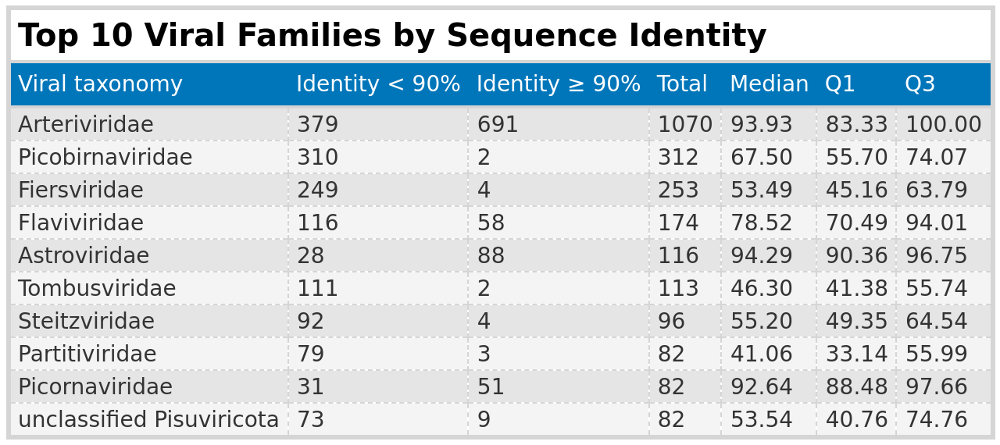 Top 10 Viral Families by Sequence Identity
Viral taxonomy Identity < 90% Identity ≥ 90% Total Median Q1 Q3
Arteriviridae 379 691 1070 93.93 83.33 100.00
Picobirnaviridae 310 2 312 67.50 55.70 74.07
Fiersviridae 249 4 253 53.49 45.16 63.79
Flaviviridae 116 58 174 78.52 70.49 94.01
Astroviridae 28 88 116 94.29 90.36 96.75
Tombusviridae 111 2 113 46.30 41.38 55.74
Steitzviridae 92 4 96 55.20 49.35 64.54
Partitiviridae 79 3 82 41.06 33.14 55.99
Picornaviridae 31 51 82 92.64 88.48 97.66
unclassified Pisuviricota 73 9 82 53.54 40.76 74.76